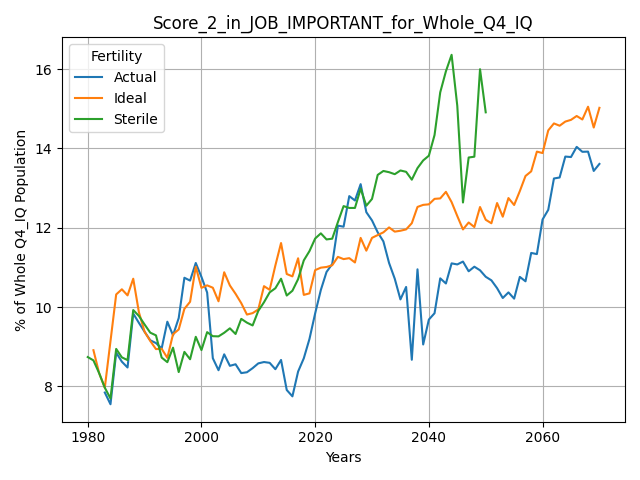 Score_2_in_JOB_IMPORTANT_for_Whole_Q4_IQ
Fertility
Actual
Ideal
Sterile
% of Whole Q4_IQ Population
16
14
12
10
8
1980
2000
2020
2040
2060
Years